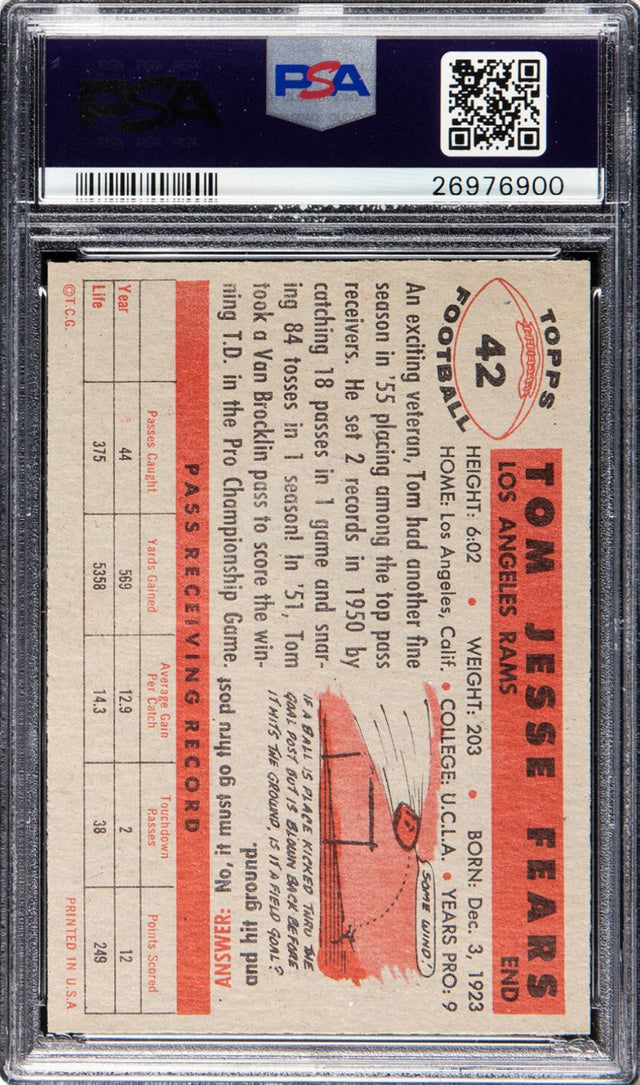 PSA
PSA
26976900
TOPPS
42
FOOTBALL
TOM JESSE FEARS
LOS ANGELES RAMS END
HEIGHT: 6:02 • WEIGHT: 203 • BORN: Dec. 3, 1923
HOME: Los Angeles, Calif. • COLLEGE: U.C.L.A. • YEARS PRO: 9
An exciting veteran, Tom had another fine
season in '55 placing among the top pass
receivers. He set 2 records in 1950 by
catching 18 passes in 1 game and snar-
ing 84 tosses in 1 season! In '51, Tom
took a Van Brocklin pass to score the win-
ning T.D. in the Pro Championship Game.
SOME WIND!
IF A BALL IS PLACE KICKED THRU THE
GOAL POST BUT IS BLOWN BACK BEFORE
IT HITS THE GROUND, IS IT A FIELD GOAL?
ANSWER: No, it must go thru post
and hit ground.
PASS RECEIVING RECORD
Year Passes Caught Yards Gained Average Gain Per Catch Touchdown Passes Points Scored
Year 44 569 12.9 2 12
Life 375 5358 14.3 38 249
©T.C.G. PRINTED IN U.S.A